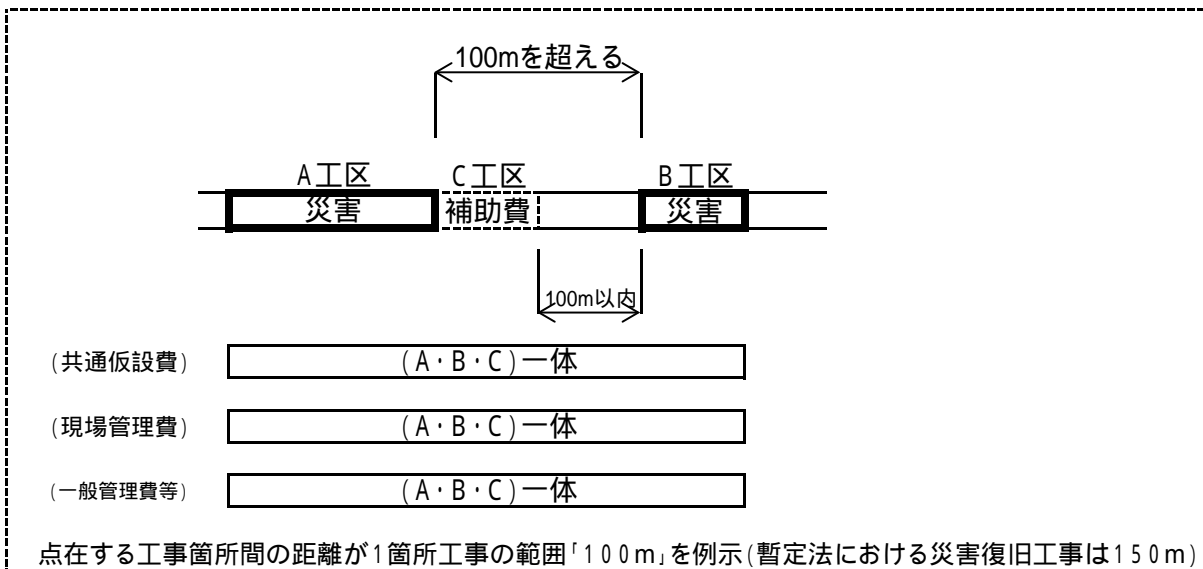 100mを超える
A工区 C工区 B工区
災害 補助費 災害
100m以内
(共通仮設費) (A・B・C)一体
(現場管理費) (A・B・C)一体
(一般管理費等) (A・B・C)一体
点在する工事箇所間の距離が1箇所工事の範囲「100m」を例示(暫定法における災害復旧工事は150m)